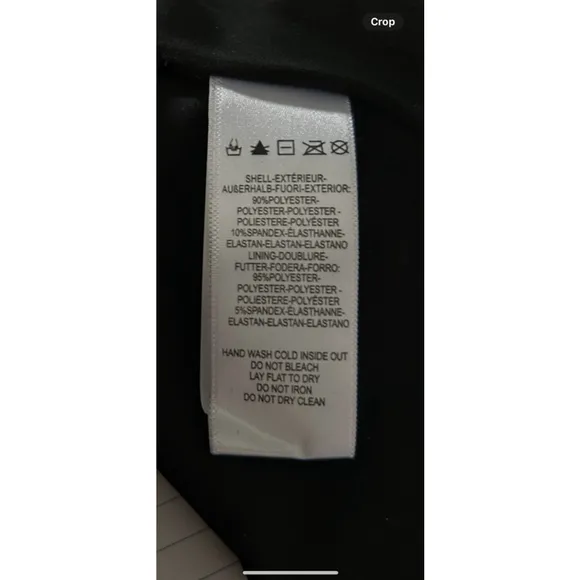 Crop
SHELL-EXTÉRIEUR-
AUßERHALB-FUORI-EXTERIOR:
90%POLYESTER-
POLYESTER-POLYESTER -
POLIESTERE-POLYÉSTER
10%SPANDEX-ÉLASTHANNE-
ELASTAN-ELASTAN-ELASTANO
LINING-DOUBLURE-
FUTTER-FODERA-FORRO:
95%POLYESTER-
POLYESTER-POLYESTER -
POLIESTERE-POLYÉSTER
5%SPANDEX-ÉLASTHANNE-
ELASTAN-ELASTAN-ELASTANO
HAND WASH COLD INSIDE OUT
DO NOT BLEACH
LAY FLAT TO DRY
DO NOT IRON
DO NOT DRY CLEAN